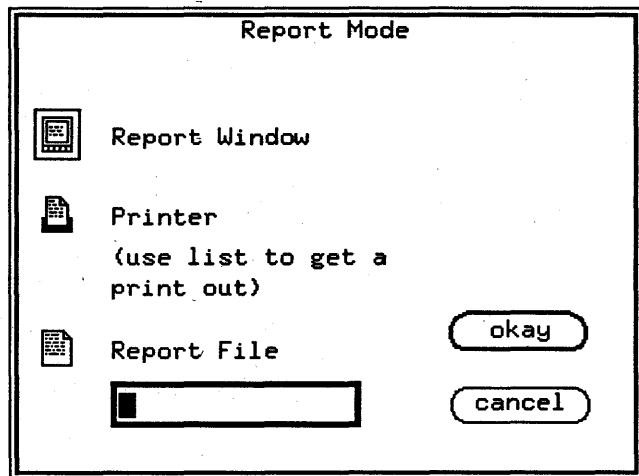 Report Mode
Report Window
Printer
(use list to get a
print out)
Report File
okay
cancel